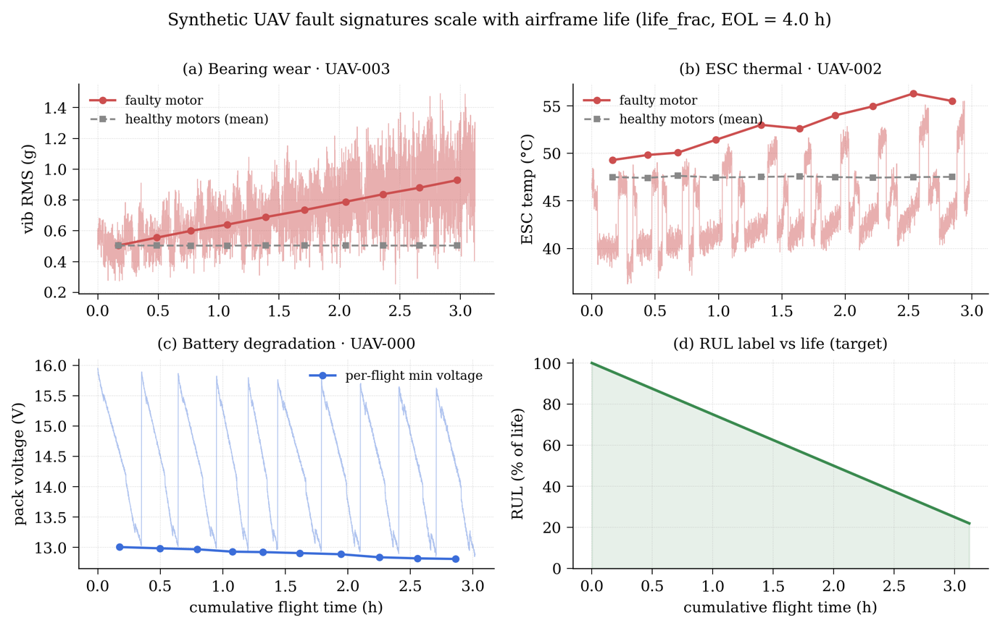 Synthetic UAV fault signatures scale with airframe life (life_frac, EOL = 4.0 h)
(a) Bearing wear · UAV-003
faulty motor
healthy motors (mean)
vib RMS (g)
1.4
1.2
1.0
0.8
0.6
0.4
0.2
0.0 0.5 1.0 1.5 2.0 2.5 3.0
(b) ESC thermal · UAV-002
faulty motor
healthy motors (mean)
ESC temp (°C)
55
50
45
40
0.0 0.5 1.0 1.5 2.0 2.5 3.0
(c) Battery degradation · UAV-000
per-flight min voltage
pack voltage (V)
16.0
15.5
15.0
14.5
14.0
13.5
13.0
0.0 0.5 1.0 1.5 2.0 2.5 3.0
cumulative flight time (h)
(d) RUL label vs life (target)
RUL (% of life)
100
80
60
40
20
0
0.0 0.5 1.0 1.5 2.0 2.5 3.0
cumulative flight time (h)